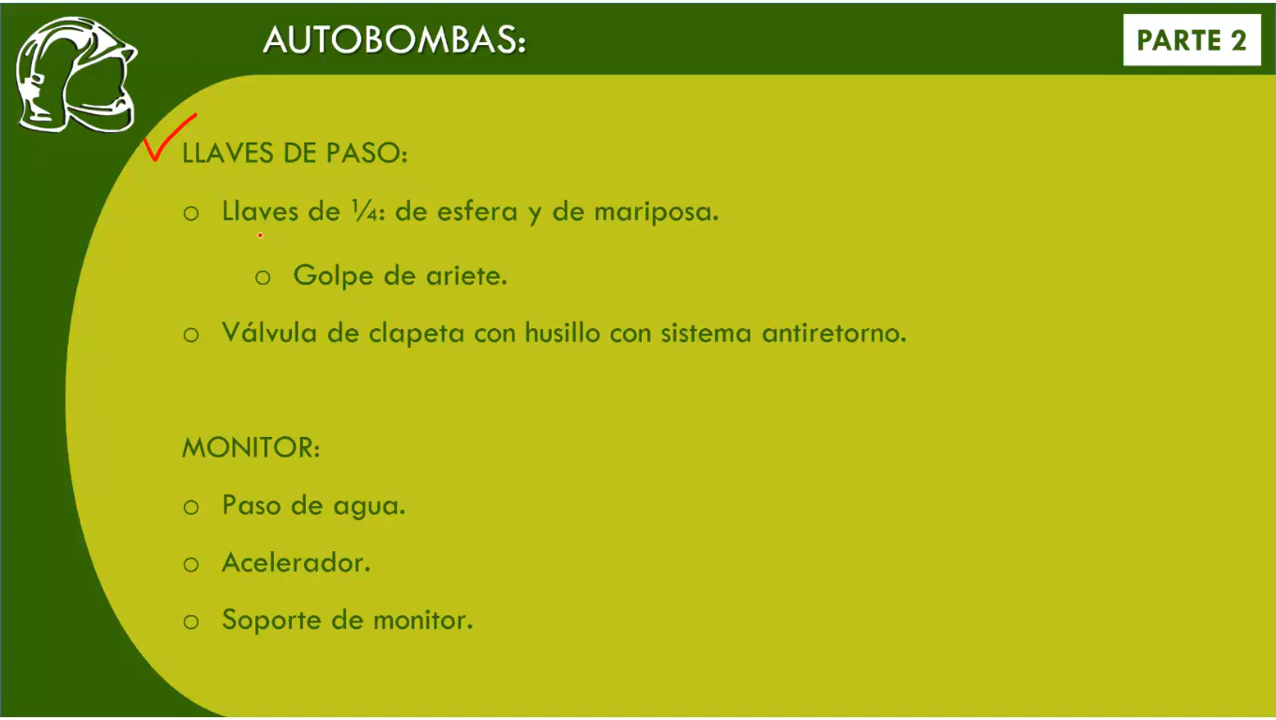 AUTOBOMBAS:
PARTE 2
LLAVES DE PASO:
o Llaves de ¼: de esfera y de mariposa.
o Golpe de ariete.
o Válvula de clapeta con husillo con sistema antiretorno.
MONITOR:
o Paso de agua.
o Acelerador.
o Soporte de monitor.